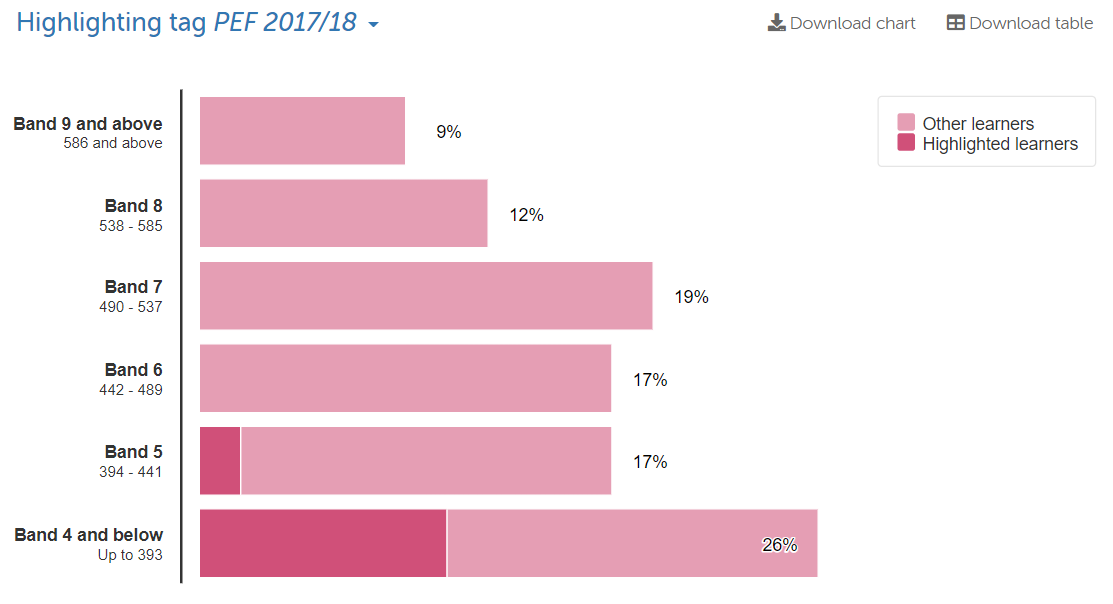 Highlighting tag PEF 2017/18
Download chart
Download table
Other learners
Highlighted learners
Band 9 and above
586 and above
9%
Band 8
538 - 585
12%
Band 7
490 - 537
19%
Band 6
442 - 489
17%
Band 5
394 - 441
17%
Band 4 and below
Up to 393
26%